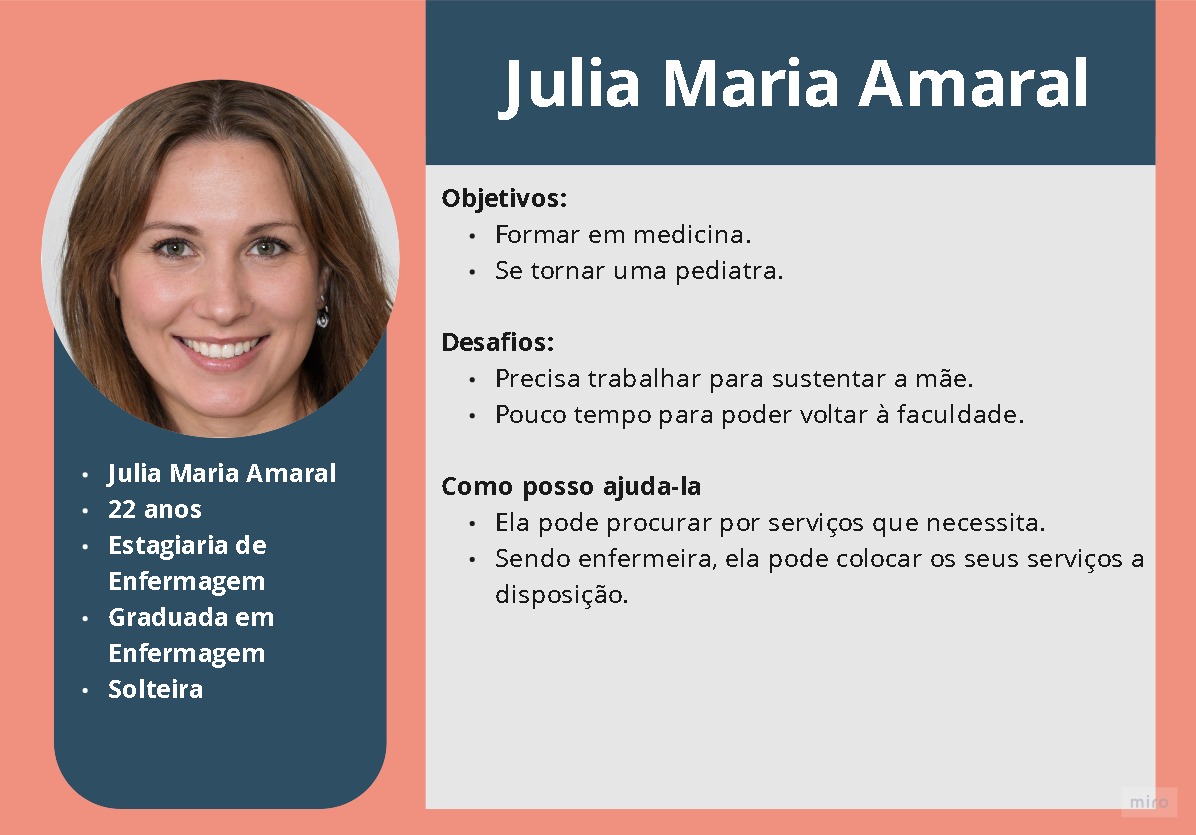 Julia Maria Amaral
• Julia Maria Amaral
• 22 anos
• Estagiaria de
Enfermagem
• Graduada em
Enfermagem
• Solteira
Objetivos:
• Formar em medicina.
• Se tornar uma pediatra.
Desafios:
• Precisa trabalhar para sustentar a mãe.
• Pouco tempo para poder voltar à faculdade.
Como posso ajuda-la
• Ela pode procurar por serviços que necessita.
• Sendo enfermeira, ela pode colocar os seus serviços a
disposição.
miro